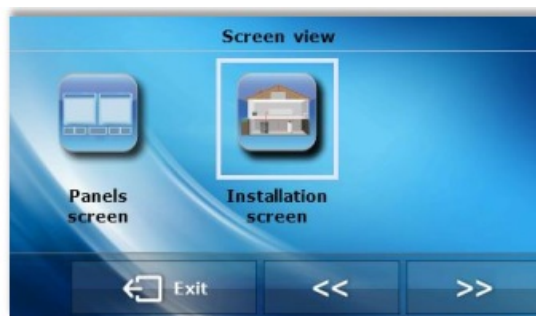 Screen view
Panels
screen
Installation
screen
Exit
<<
>>